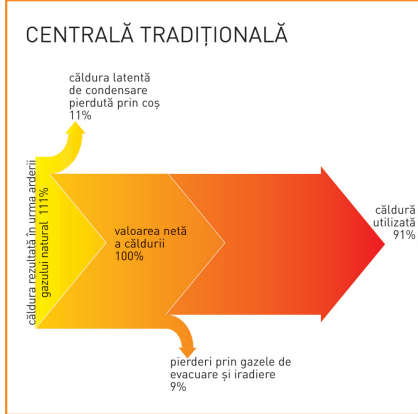 CENTRALĂ TRADIȚIONALĂ
căldura latentă
de condensare
pierdută prin coș
11%
căldura rezultată în urma arderii
gazului natural 111%
valoarea netă
a căldurii
100%
căldură
utilizată
91%
pierderi prin gazele de
evacuare și iradiere
9%